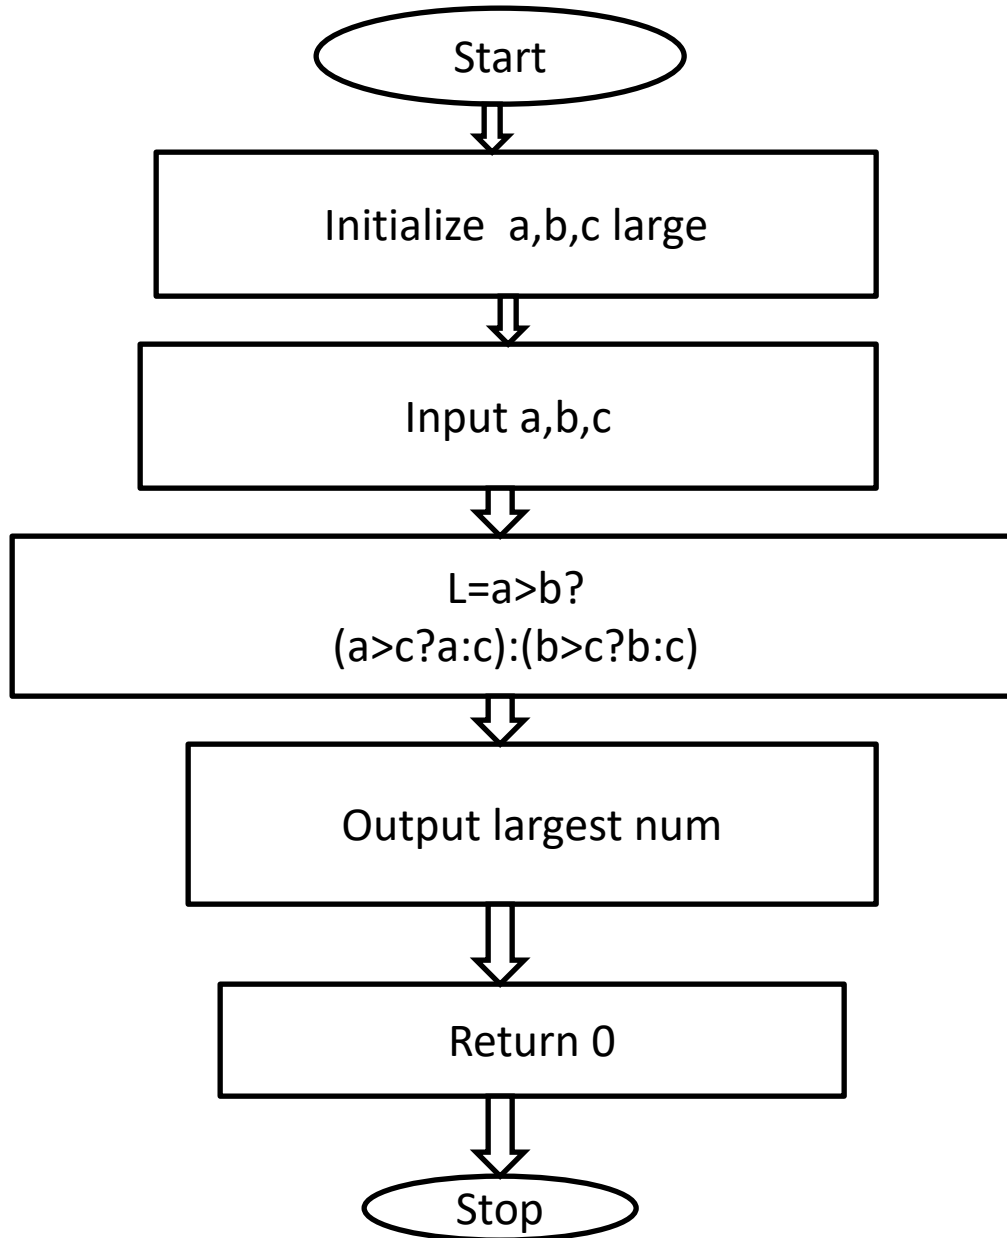 Start
Initialize  a,b,c large
Input a,b,c
L=a>b?
(a>c?a:c):(b>c?b:c)
Output largest num
Return 0
Stop